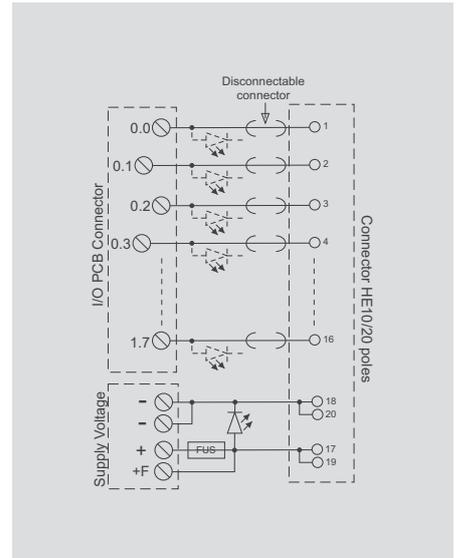 Disconnectable
connector
0.0
1
0.1
2
0.2
3
0.3
4
I/O PCB Connector
Connector HE10/20 poles
1.7
16
Supply Voltage
-
18
20
-
+
FUS
17
19
+F